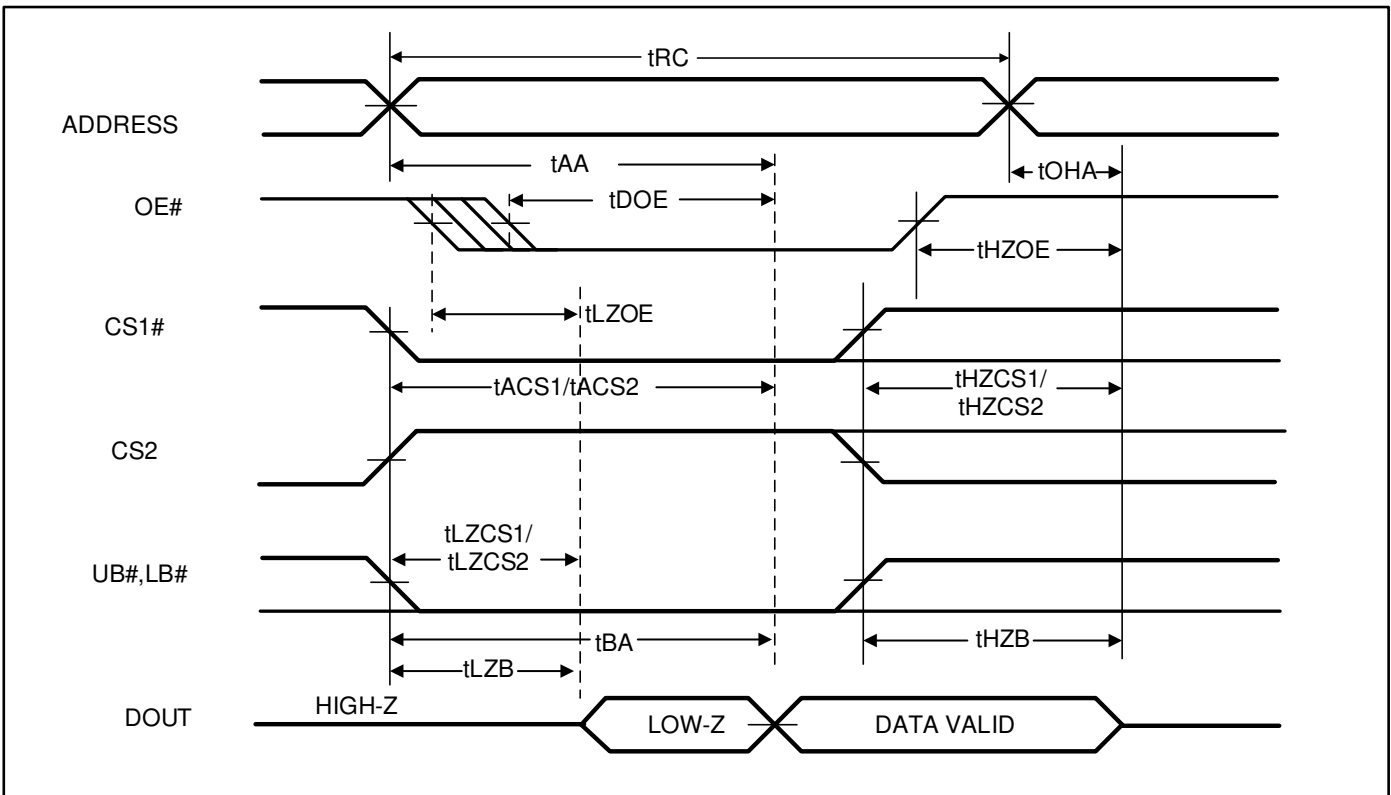 tRC
ADDRESS
tAA
tOHA
OE#
tDOE
tHZOE
tLZOE
CS1#
tACS1/tACS2
tHZCS1/
tHZCS2
CS2
tLZCS1/
tLZCS2
UB#,LB#
tBA
tHZB
tLZB
HIGH-Z
DOUT
LOW-Z
DATA VALID